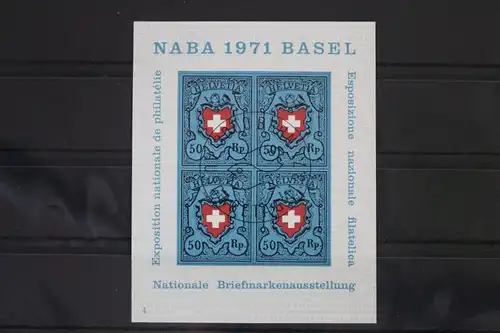 NABA 1971 BASEL
Exposition nationale de philatélie
HELVETIA HELVETIA
50 Rp. 50 Rp.
HELVETIA HELVETIA
50 Rp. 50 Rp.
Esposizione nazionale filatelica
Nationale Briefmarkenausstellung